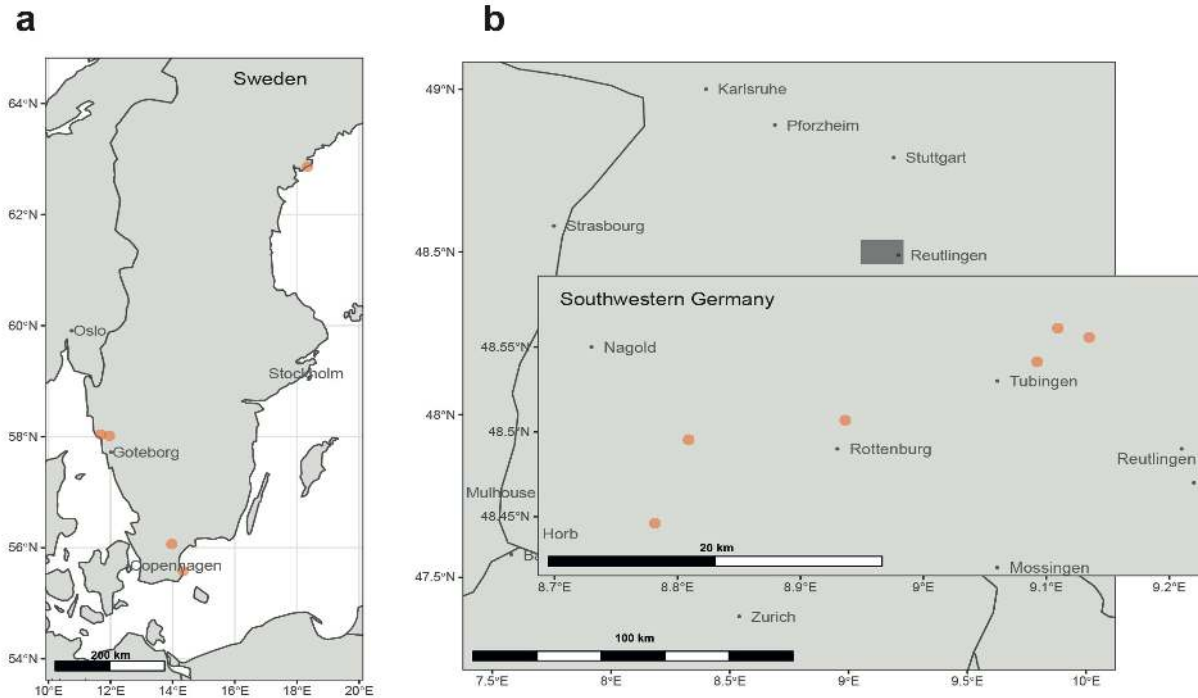 a
Sweden
64°N
62°N
60°N
58°N
56°N
54°N
Oslo
Stockholm
Goteborg
Copenhagen
200 km
10°E 12°E 14°E 16°E 18°E 20°E
b
49°N
48.5°N
48°N
47.5°N
Karlsruhe
Pforzheim
Stuttgart
Strasbourg
Reutlingen
Mulhouse
Zurich
100 km
7.5°E 8°E 8.5°E 9°E 9.5°E 10°E
Southwestern Germany
48.55°N
48.5°N
48.45°N
Nagold
Tubingen
Rottenburg
Reutlingen
Horb
Mossingen
20 km
8.7°E 8.8°E 8.9°E 9°E 9.1°E 9.2°E